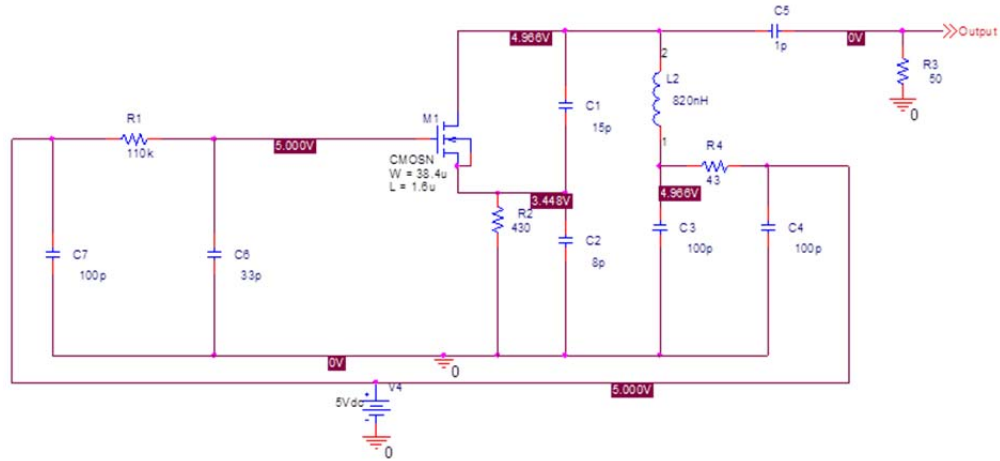 C5
1p
4.966V
0V
Output
R3
50
0
2
L2
820nH
1
C1
15p
M1
CMOSN
W = 38.4u
L = 1.6u
R1
110k
5.000V
R4
43
4.966V
3.448V
R2
430
C2
8p
C3
100p
C4
100p
C7
100p
C6
33p
0V
0
V4
5Vdc
5.000V
0